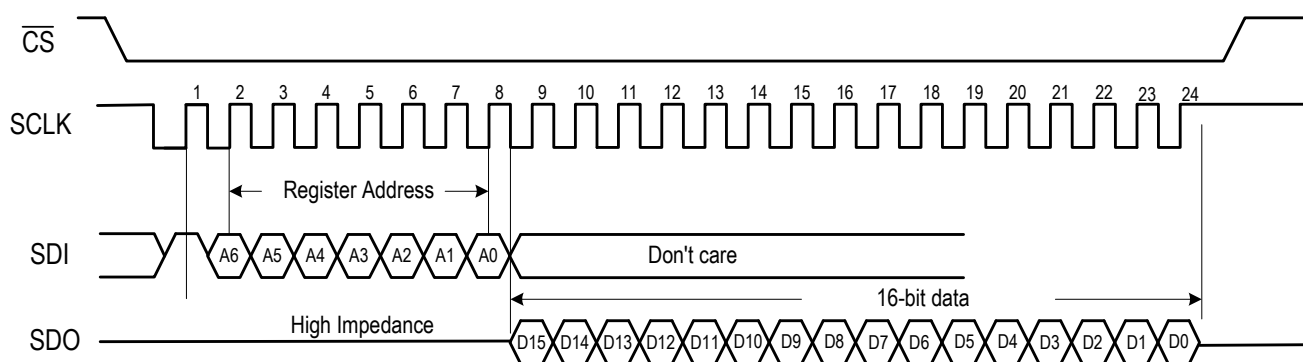 CS
1 2 3 4 5 6 7 8 9 10 11 12 13 14 15 16 17 18 19 20 21 22 23 24
SCLK
Register Address
SDI A6 A5 A4 A3 A2 A1 A0 Don't care
16-bit data
High Impedance
SDO D15 D14 D13 D12 D11 D10 D9 D8 D7 D6 D5 D4 D3 D2 D1 D0